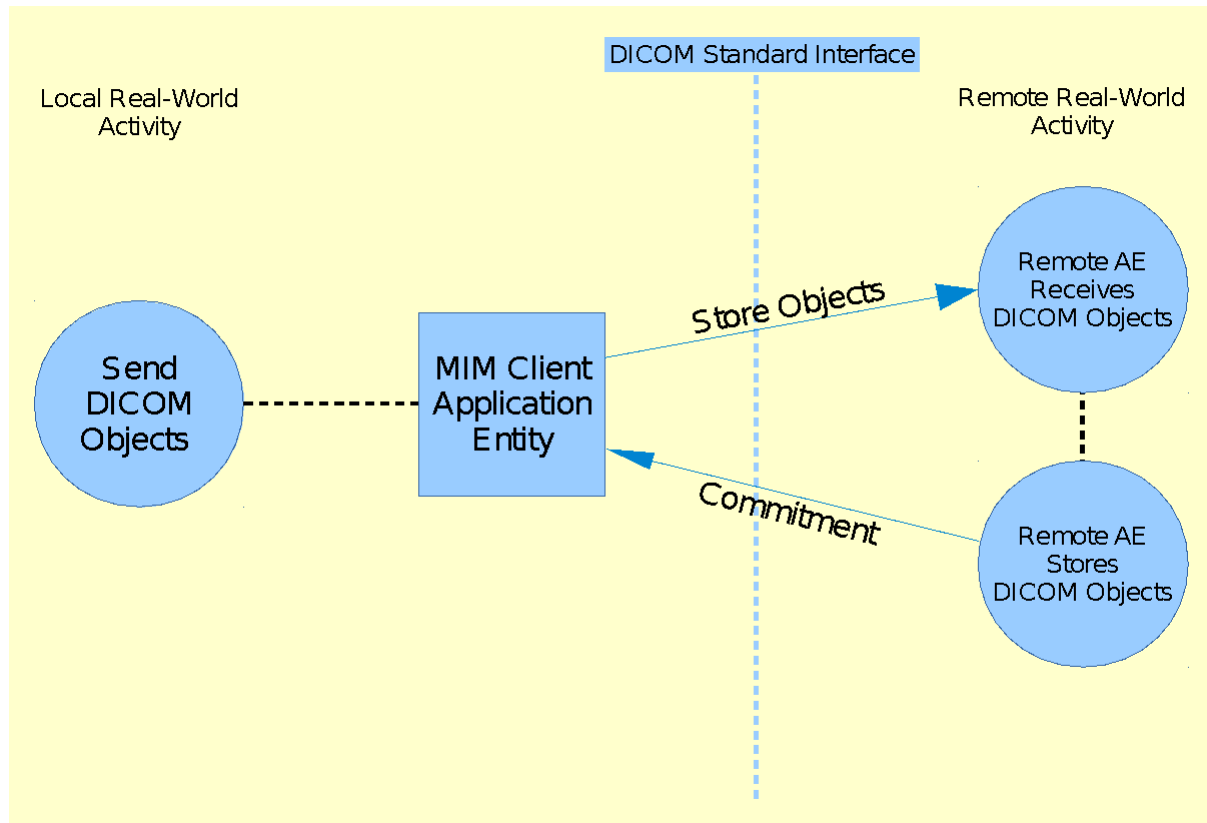 DICOM Standard Interface
Local Real-World
Activity
Remote Real-World
Activity
Remote AE
Receives
DICOM Objects
Store Objects
Send
DICOM
Objects
MIM Client
Application
Entity
Commitment
Remote AE
Stores
DICOM Objects